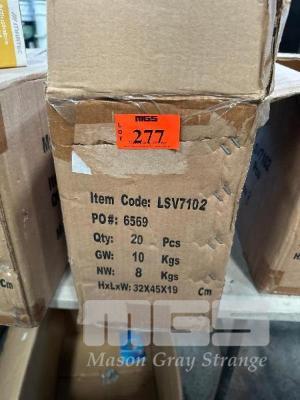 MGS
LOT
277
Item Code: LSV7102
PO#: 6569
Qty: 20 Pcs
GW: 10 Kgs
NW: 8 Kgs
HxLxW: 32X45X19 Cm
MGS
Mason Gray Strange